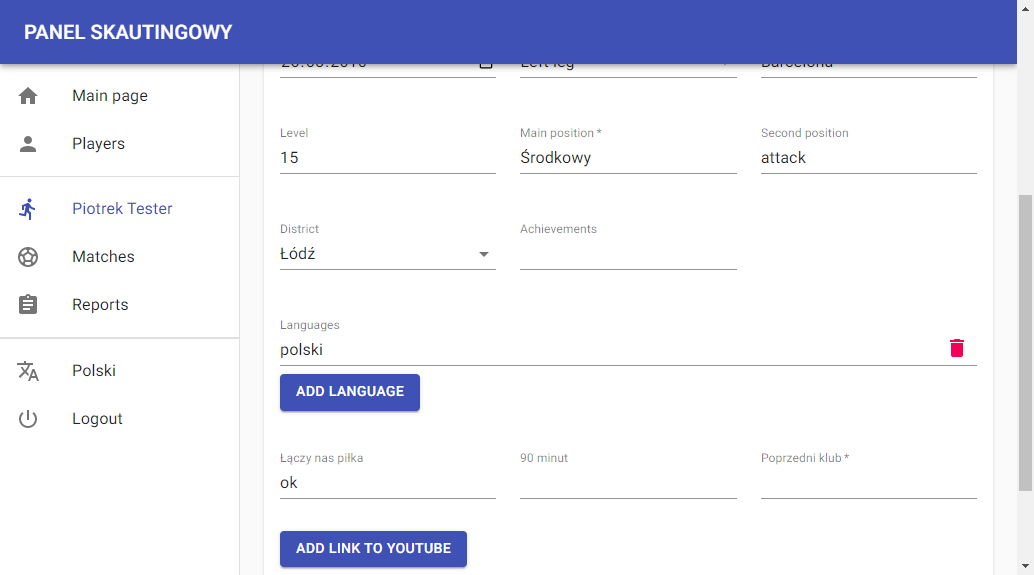 PANEL SKAUTINGOWY
Left leg
Barcelona
Main page
Players
Piotrek Tester
Matches
Reports
Polski
Logout
Level
Main position *
Second position
15
Środkowy
attack
District
Achievements
Łódź
Languages
polski
ADD LANGUAGE
Łączy nas piłka
90 minut
Poprzedni klub *
ok
ADD LINK TO YOUTUBE